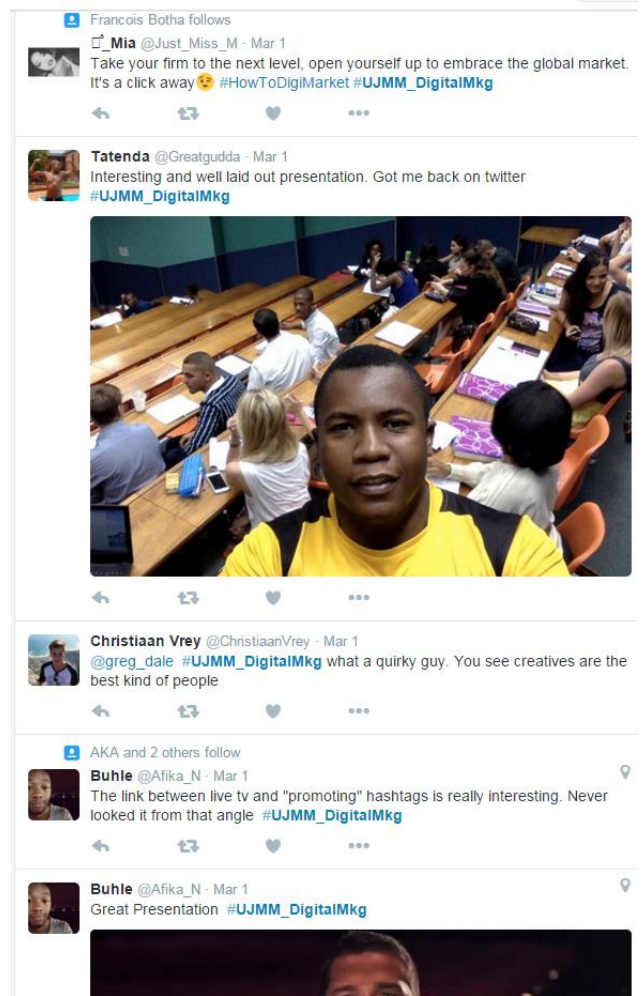 Francois Botha follows
_Mia @Just_Miss_M · Mar 1
Take your firm to the next level, open yourself up to embrace the global market.
It's a click away😉 #HowToDigiMarket #UJMM_DigitalMkg
Tatenda @Greatgudda · Mar 1
Interesting and well laid out presentation. Got me back on twitter
#UJMM_DigitalMkg
Christiaan Vrey @ChristiaanVrey · Mar 1
@greg_dale #UJMM_DigitalMkg what a quirky guy. You see creatives are the
best kind of people
AKA and 2 others follow
Buhle @Afika_N · Mar 1
The link between live tv and "promoting" hashtags is really interesting. Never
looked it from that angle #UJMM_DigitalMkg
Buhle @Afika_N · Mar 1
Great Presentation #UJMM_DigitalMkg